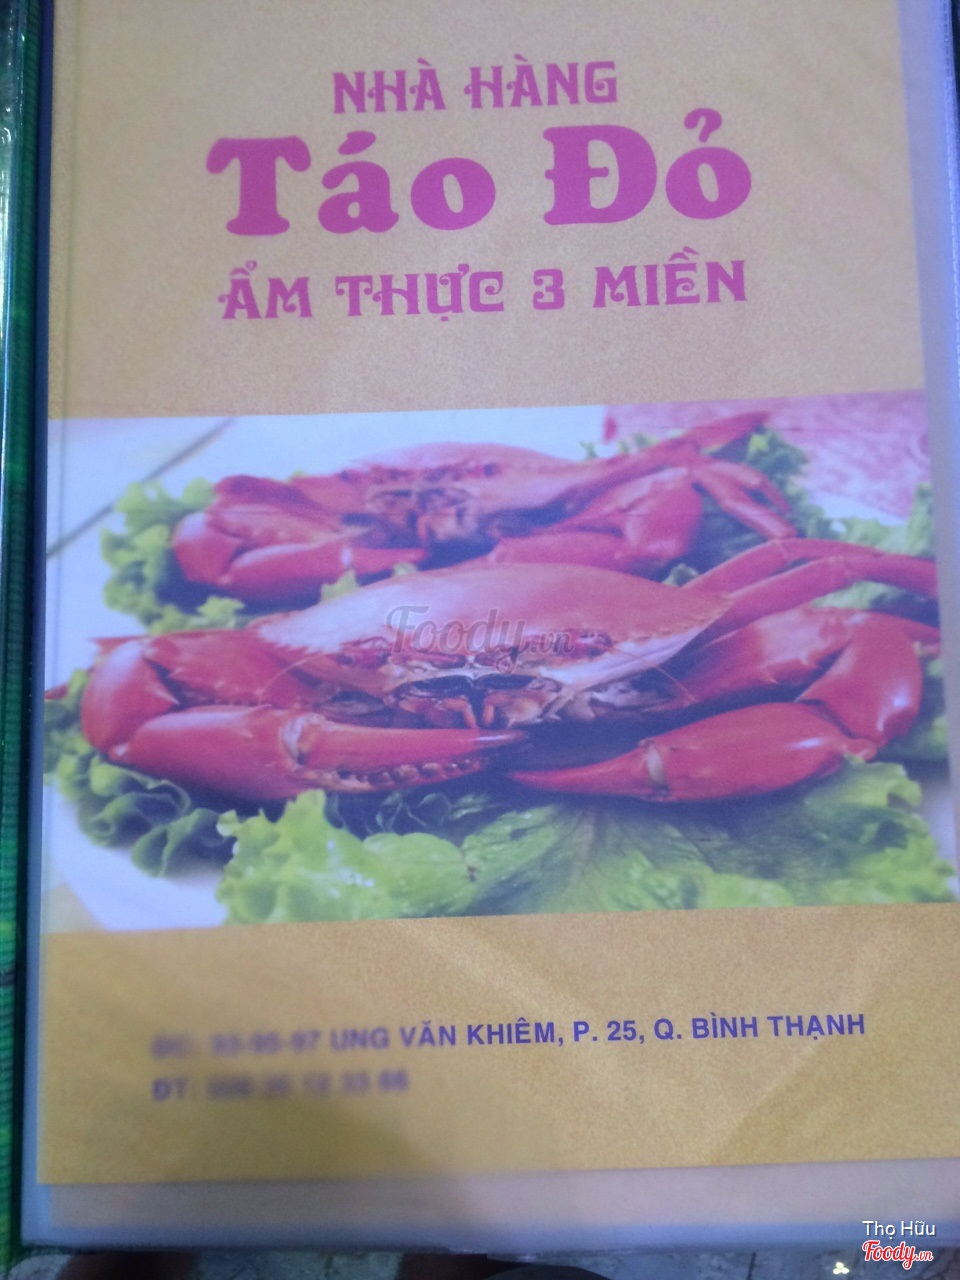 NHÀ HÀNG
Táo Đỏ
ẨM THỰC 3 MIỀN
Foody.vn
UNG VĂN KHIÊM, P. 25, Q. BÌNH THẠNH
ĐT:
Thọ Hữu
Foody.vn